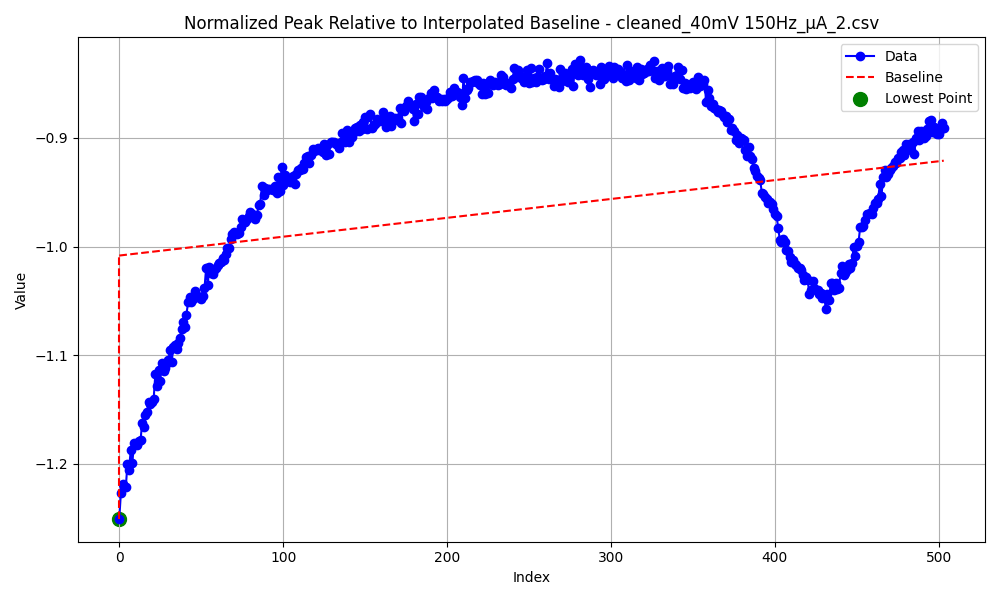 Normalized Peak Relative to Interpolated Baseline - cleaned_40mV 150Hz_μA_2.csv
Data
Baseline
Lowest Point
Value
−0.9
−1.0
−1.1
−1.2
0
100
200
300
400
500
Index